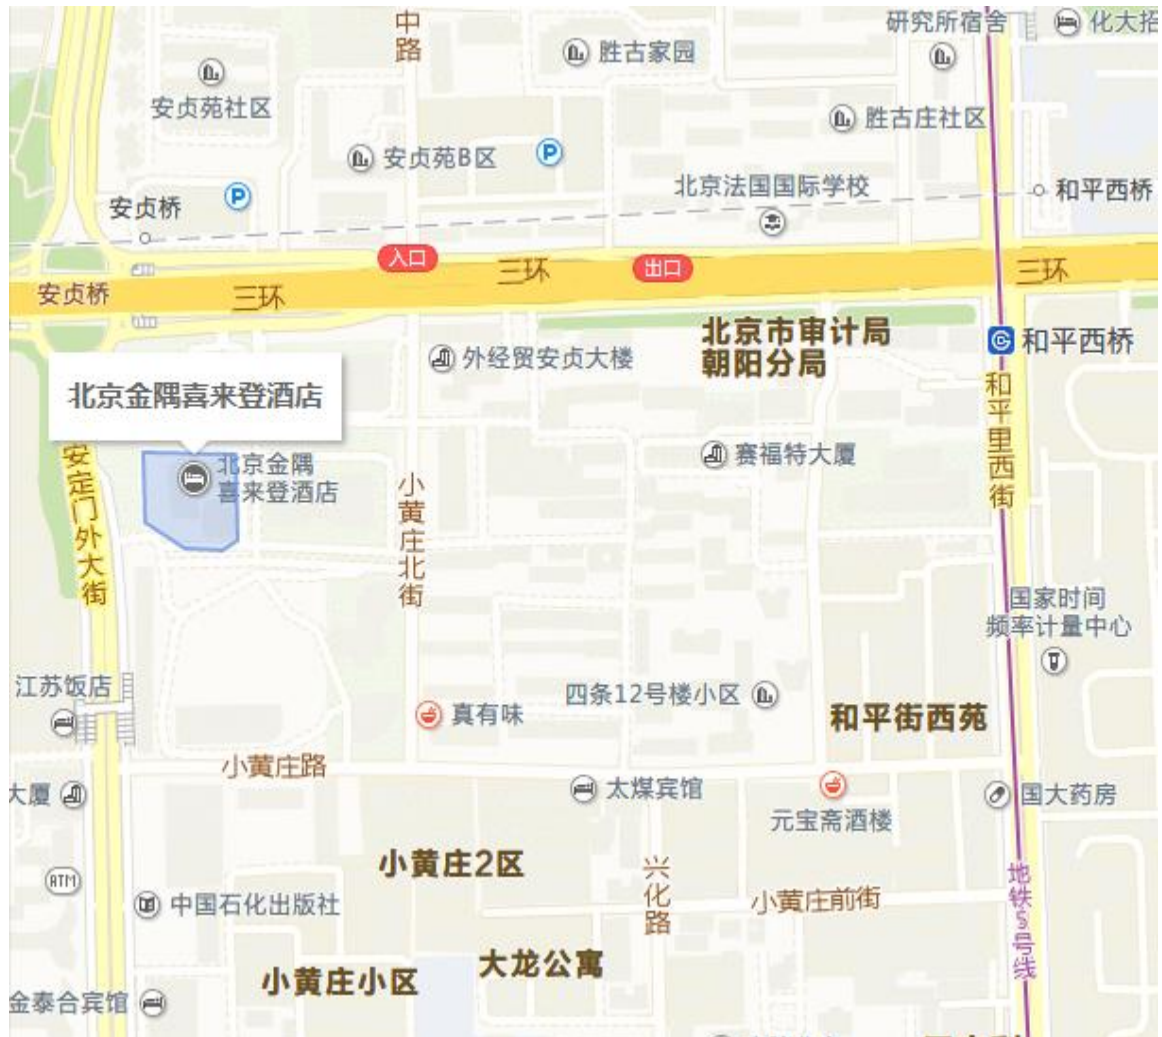 中路
研究所宿舍
化大招
胜古家园
安贞苑社区
胜古庄社区
安贞苑B区
P
北京法国国际学校
P
和平西桥
安贞桥
入口
三环
出口
三环
安贞桥
三环
北京市审计局
朝阳分局
和平西桥
外经贸安贞大楼
北京金隅喜来登酒店
和平里西街
安定门外大街
北京金隅
喜来登酒店
赛福特大厦
小黄庄北街
国家时间
频率计量中心
江苏饭店
四条12号楼小区
真有味
和平街西苑
小黄庄路
大厦
太煤宾馆
国大药房
元宝斋酒楼
小黄庄2区
兴化路
地铁5号线
ATM
中国石化出版社
小黄庄前街
大龙公寓
小黄庄小区
金泰合宾馆